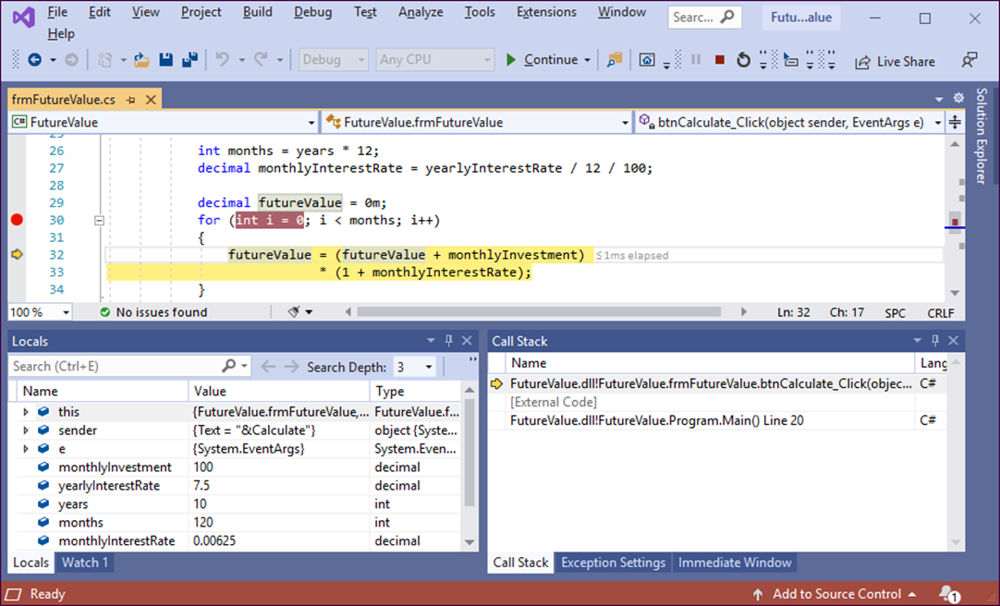 File Edit View Project Build Debug Test Analyze Tools Extensions Window Searc... Futu...alue
Help
Debug Any CPU Continue Live Share
frmFutureValue.cs
C# FutureValue FutureValue.frmFutureValue btnCalculate_Click(object sender, EventArgs e)
Solution Explorer
25
26 int months = years * 12;
27 decimal monthlyInterestRate = yearlyInterestRate / 12 / 100;
28
29 decimal futureValue = 0m;
30 for (int i = 0; i < months; i++)
31 {
32 futureValue = (futureValue + monthlyInvestment) ≤1ms elapsed
33 * (1 + monthlyInterestRate);
34 }
100 % No issues found Ln: 32 Ch: 17 SPC CRLF
Locals
Search (Ctrl+E) Search Depth: 3
Name Value Type
this {FutureValue.frmFutureValue,... FutureValue.f...
sender {Text = "&Calculate"} object {Syste...
e {System.EventArgs} System.Even...
monthlyInvestment 100 decimal
yearlyInterestRate 7.5 decimal
years 10 int
months 120 int
monthlyInterestRate 0.00625 decimal
Locals Watch 1
Call Stack
Name Lang
FutureValue.dll!FutureValue.frmFutureValue.btnCalculate_Click(objec... C#
[External Code]
FutureValue.dll!FutureValue.Program.Main() Line 20 C#
Call Stack Exception Settings Immediate Window
Ready Add to Source Control 1